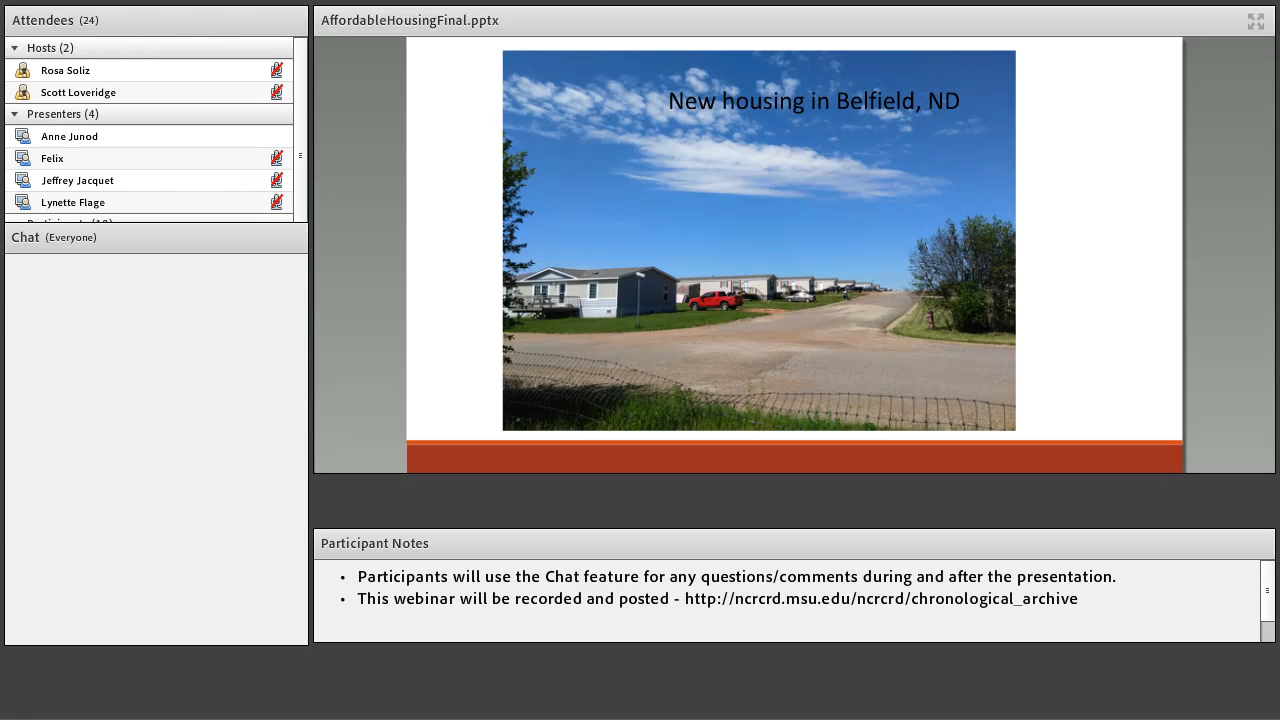 Attendees (24)
Hosts (2)
Rosa Soliz
Scott Loveridge
Presenters (4)
Anne Junod
Felix
Jeffrey Jacquet
Lynette Flage
Chat (Everyone)
AffordableHousingFinal.pptx
New housing in Belfield, ND
Participant Notes
• Participants will use the Chat feature for any questions/comments during and after the presentation.
• This webinar will be recorded and posted - http://ncrcrd.msu.edu/ncrcrd/chronological_archive